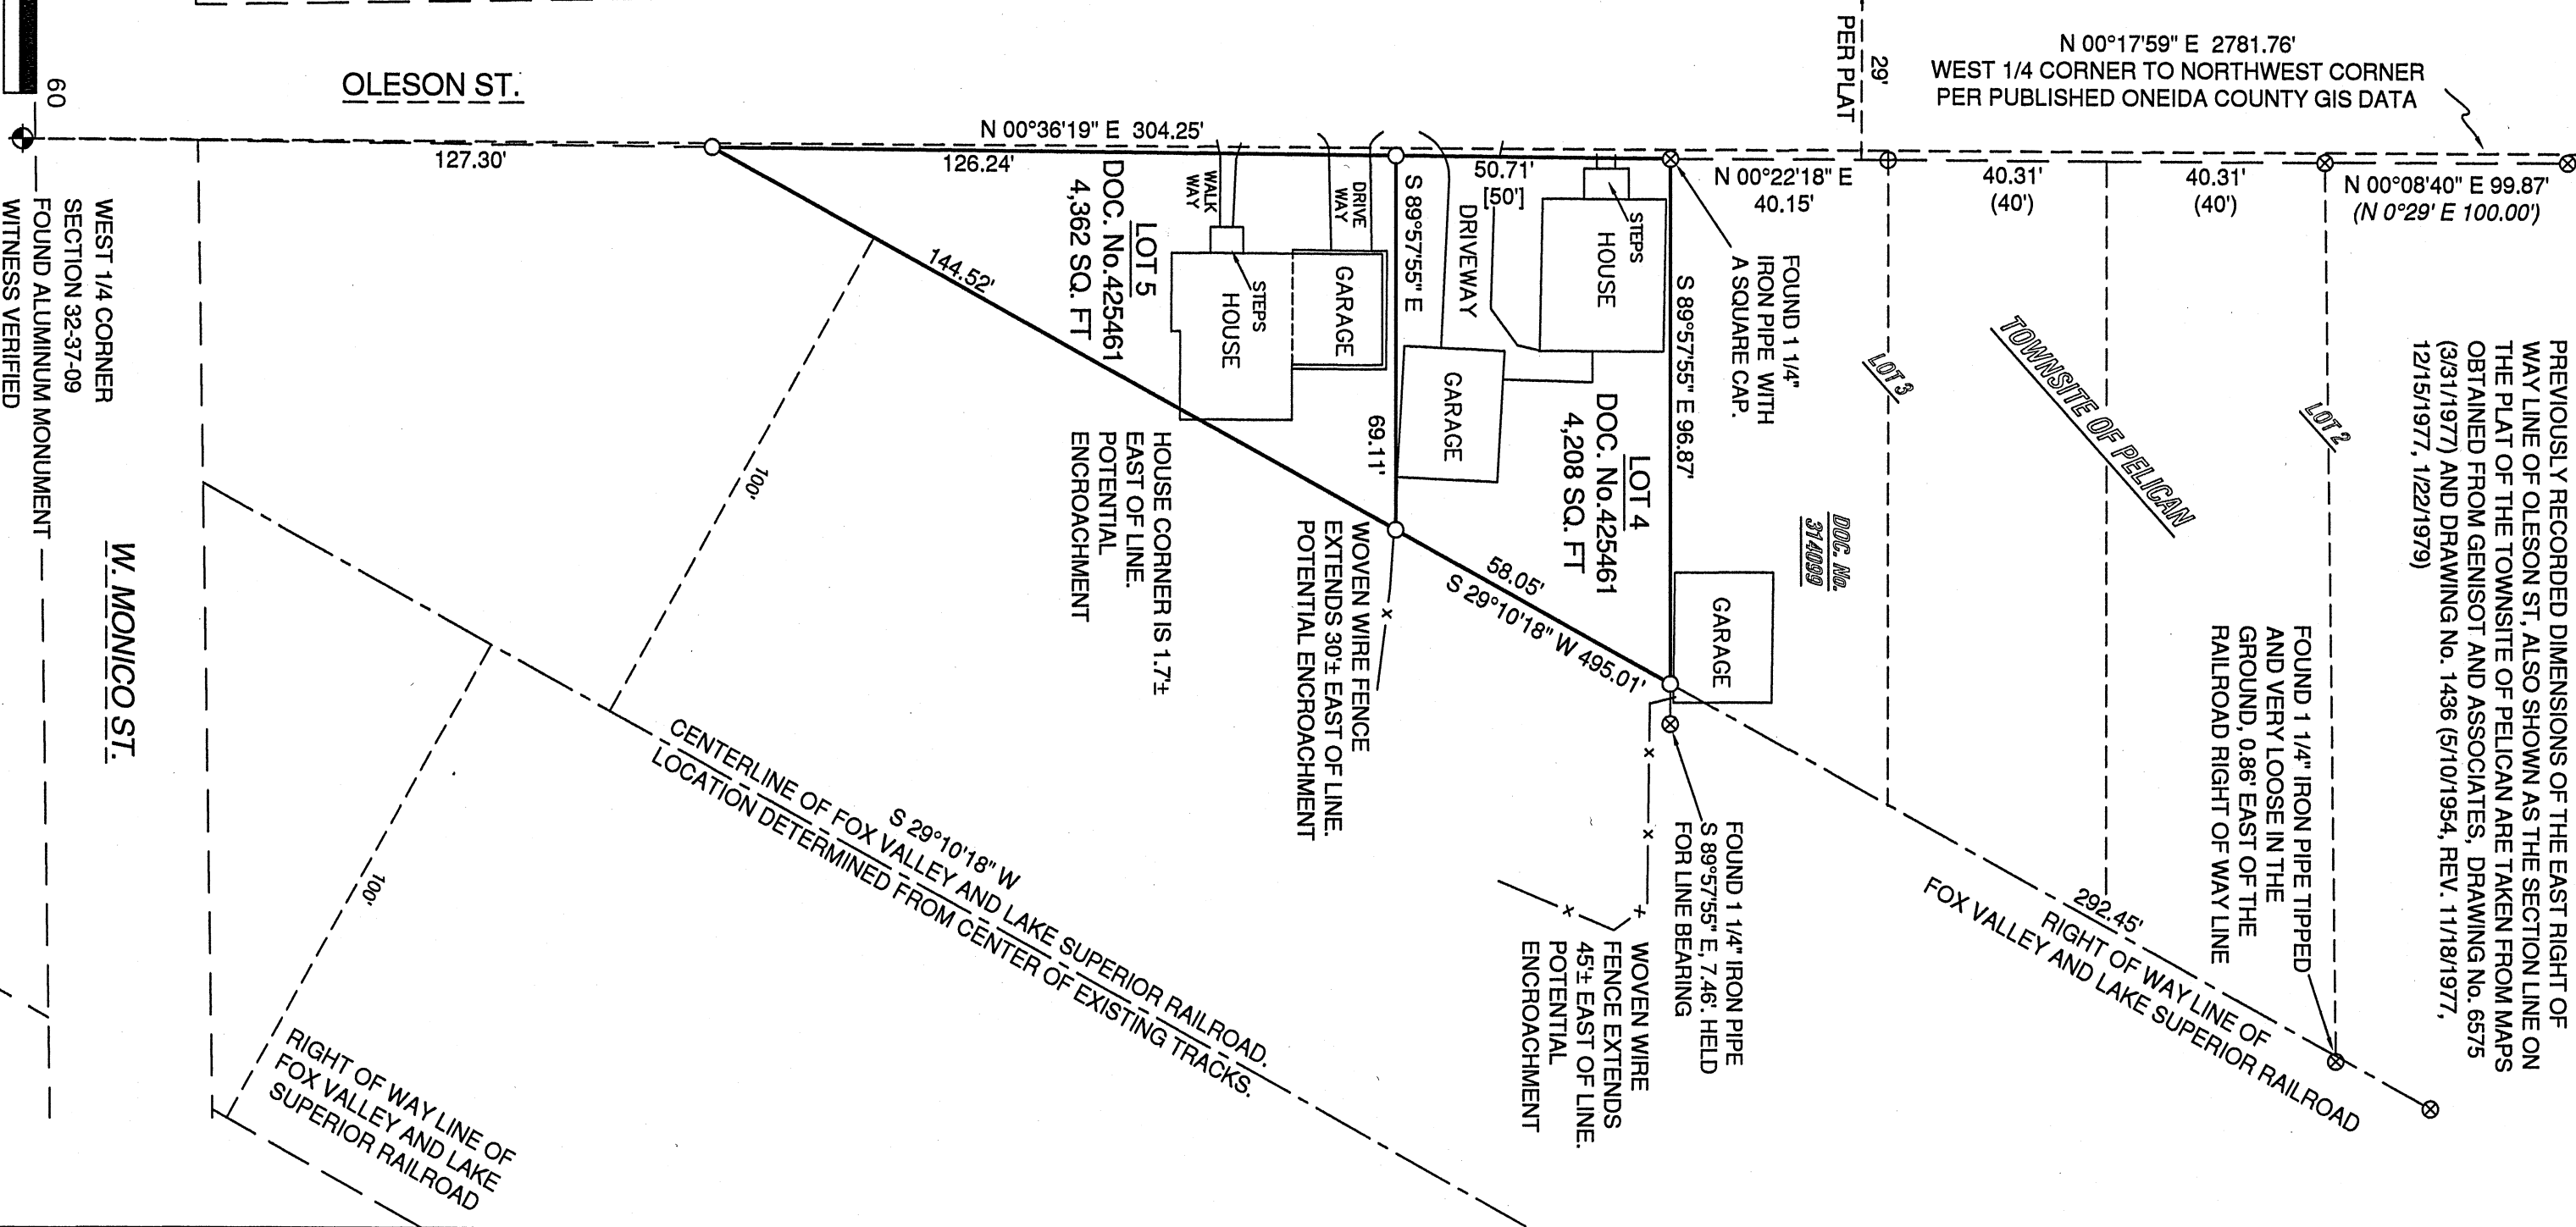 OLESON ST.
60
N 00°36'19" E 304.25'
127.30'
126.24'
50.71'
[50']
N 00°22'18" E
40.15'
PER PLAT
29'
N 00°17'59" E 2781.76'
WEST 1/4 CORNER TO NORTHWEST CORNER
PER PUBLISHED ONEIDA COUNTY GIS DATA
40.31'
(40')
40.31'
(40')
N 00°08'40" E 99.87'
(N 0°29' E 100.00')
PREVIOUSLY RECORDED DIMENSIONS OF THE EAST RIGHT OF
WAY LINE OF OLESON ST, ALSO SHOWN AS THE SECTION LINE ON
THE PLAT OF THE TOWNSITE OF PELICAN ARE TAKEN FROM MAPS
OBTAINED FROM GENISOT AND ASSOCIATES, DRAWING No. 6575
(3/31/1977) AND DRAWING No. 1436 (5/10/1954, REV. 11/18/1977,
12/15/1977, 1/22/1979)
LOT 2
TOWNSITE OF PELICAN
LOT 3
DOC. No.
314099
FOUND 1 1/4" IRON PIPE TIPPED
AND VERY LOOSE IN THE
GROUND, 0.86' EAST OF THE
RAILROAD RIGHT OF WAY LINE
FOUND 1 1/4"
IRON PIPE WITH
A SQUARE CAP.
S 89°57'55" E 96.87'
STEPS
HOUSE
LOT 4
DOC. No.425461
4,208 SQ. FT
GARAGE
DRIVEWAY
GARAGE
S 89°57'55" E
69.11'
DRIVE
WAY
GARAGE
WALK
WAY
STEPS
HOUSE
LOT 5
DOC. No.425461
4,362 SQ. FT
144.52'
58.05'
S 29°10'18" W 495.01'
292.45'
RIGHT OF WAY LINE OF
FOX VALLEY AND LAKE SUPERIOR RAILROAD
FOUND 1 1/4" IRON PIPE
S 89°57'55" E, 7.46'. HELD
FOR LINE BEARING
WOVEN WIRE
FENCE EXTENDS
45'± EAST OF LINE.
POTENTIAL
ENCROACHMENT
WOVEN WIRE FENCE
EXTENDS 30'± EAST OF LINE.
POTENTIAL ENCROACHMENT
HOUSE CORNER IS 1.7'±
EAST OF LINE.
POTENTIAL
ENCROACHMENT
100'
100'
S 29°10'18" W
CENTERLINE OF FOX VALLEY AND LAKE SUPERIOR RAILROAD.
LOCATION DETERMINED FROM CENTER OF EXISTING TRACKS.
RIGHT OF WAY LINE OF
FOX VALLEY AND LAKE
SUPERIOR RAILROAD
W. MONICO ST.
WEST 1/4 CORNER
SECTION 32-37-09
FOUND ALUMINUM MONUMENT
WITNESS VERIFIED